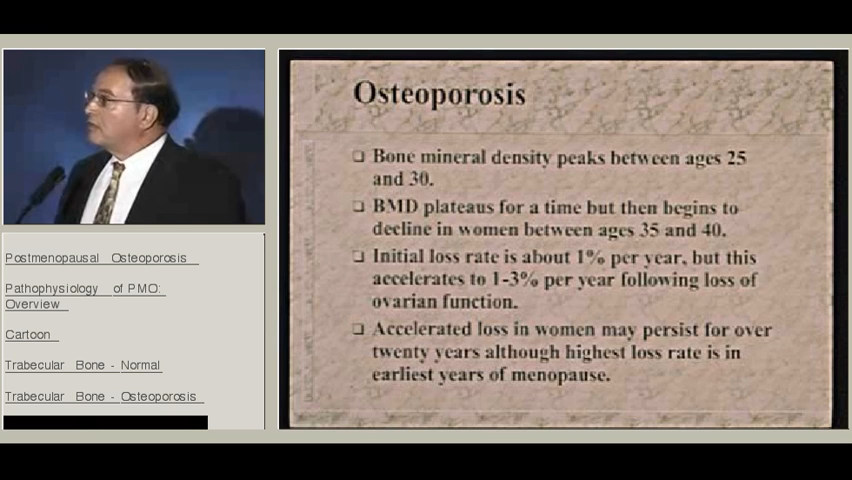 Osteoporosis
❑ Bone mineral density peaks between ages 25
and 30.
❑ BMD plateaus for a time but then begins to
decline in women between ages 35 and 40.
❑ Initial loss rate is about 1% per year, but this
accelerates to 1-3% per year following loss of
ovarian function.
❑ Accelerated loss in women may persist for over
twenty years although highest loss rate is in
earliest years of menopause.
Postmenopausal Osteoporosis
Pathophysiology of PMO:
Overview
Cartoon
Trabecular Bone - Normal
Trabecular Bone - Osteoporosis